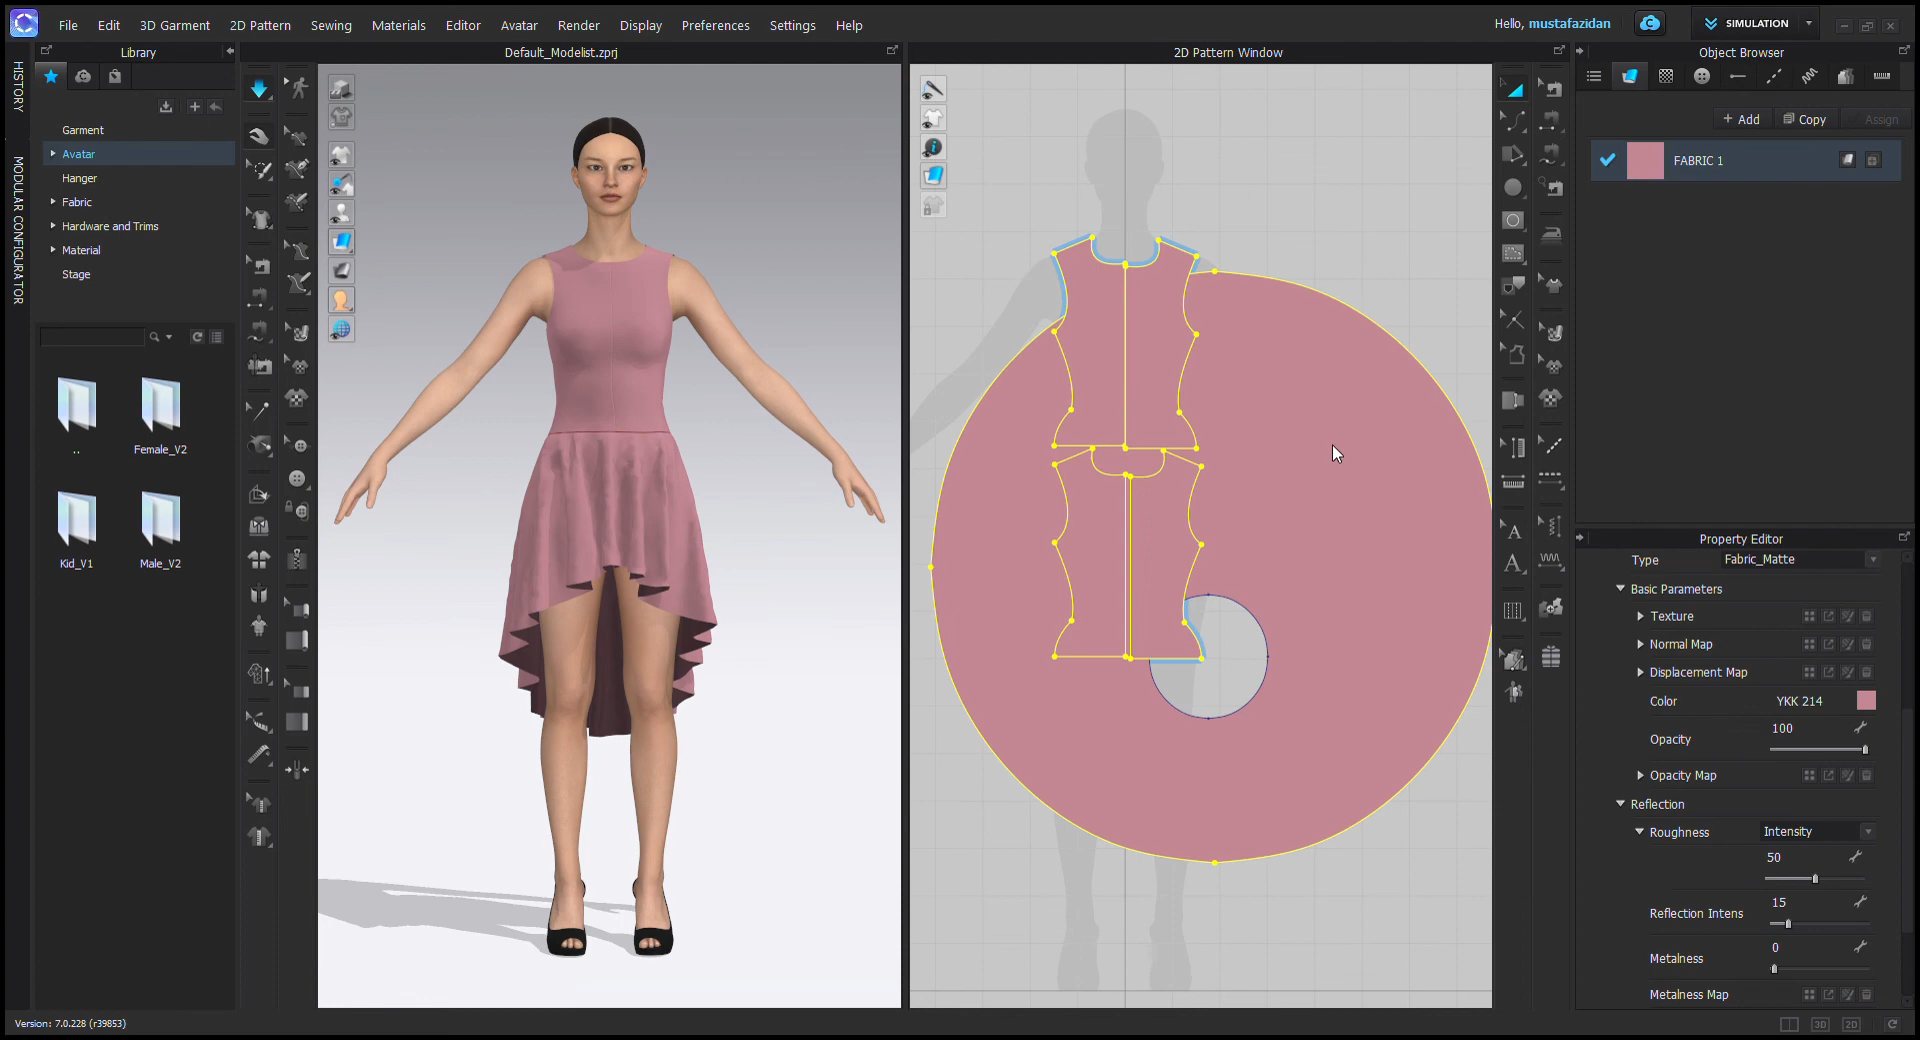 File Edit 3D Garment 2D Pattern Sewing Materials Editor Avatar Render Display Preferences Settings Help
Hello, mustafazidan
SIMULATION
HISTORY
MODULAR CONFIGURATOR
Library
Garment
Avatar
Hanger
Fabric
Hardware and Trims
Material
Stage
..
Female_V2
Kid_V1
Male_V2
Default_Modelist.zprj
2D Pattern Window
A
A
Object Browser
+ Add
Copy
Assign
FABRIC 1
Property Editor
Type Fabric_Matte
Basic Parameters
Texture
Normal Map
Displacement Map
Color YKK 214
100
Opacity
Opacity Map
Reflection
Roughness Intensity
50
15
Reflection Intens
0
Metalness
Metalness Map
Version: 7.0.228 (r39853)
3D 2D